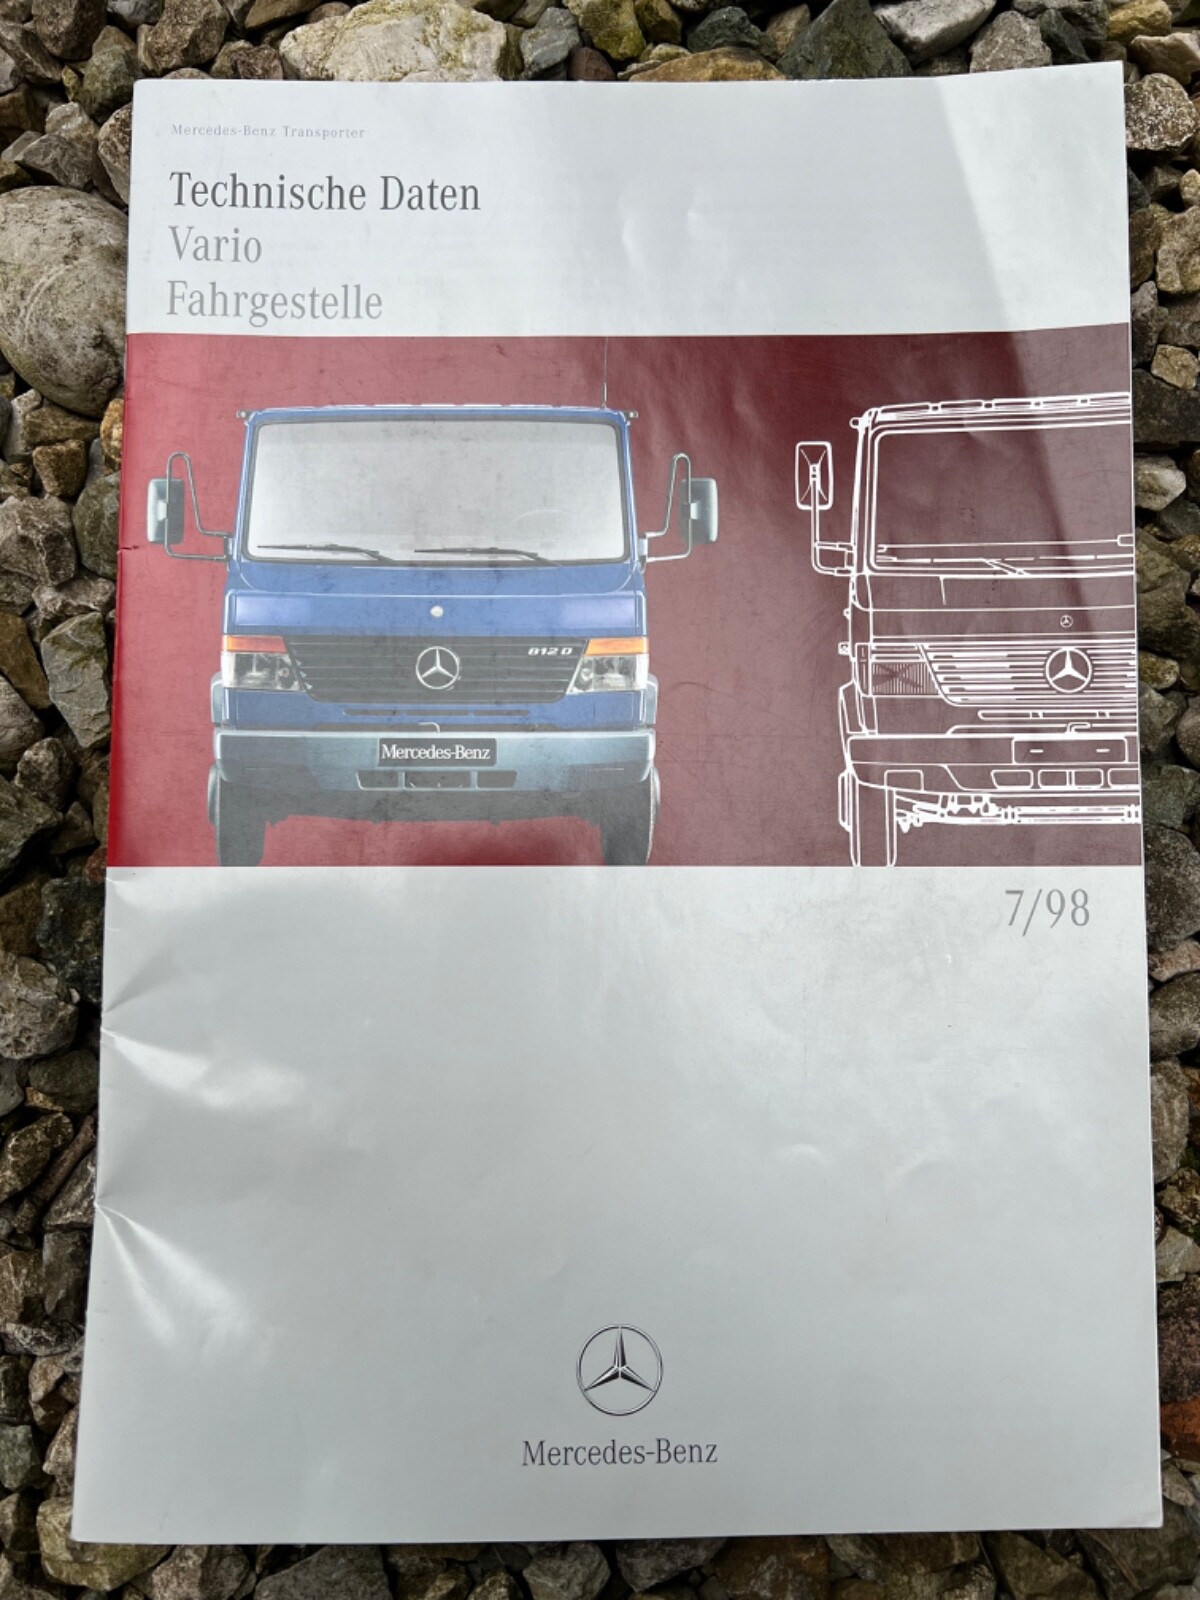 Mercedes-Benz Transporter
Technische Daten
Vario
Fahrgestelle
812 D
Mercedes-Benz
7/98
Mercedes-Benz